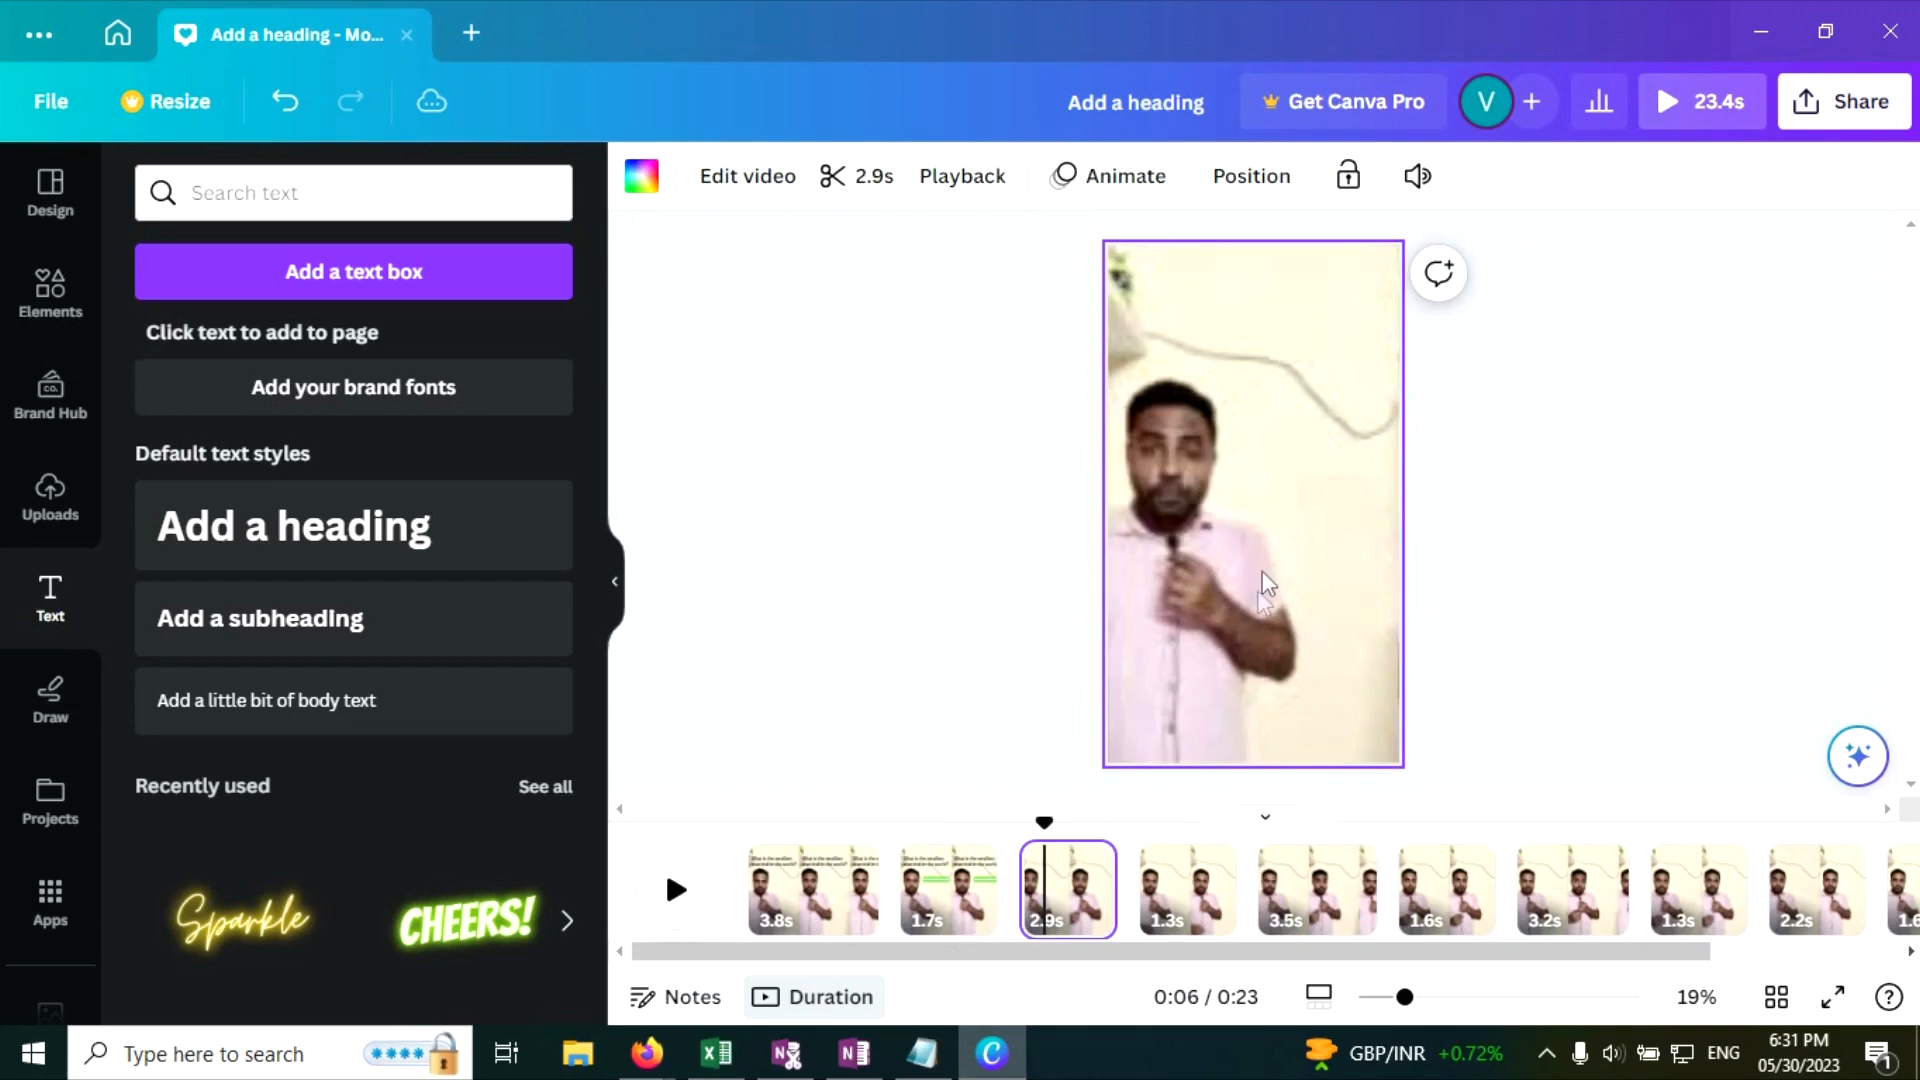 Add a heading - Mo...
File
Resize
Add a heading
Get Canva Pro
V
23.4s
Share
Design
Elements
CO.
Brand Hub
Uploads
Text
Draw
Projects
Apps
Search text
Add a text box
Click text to add to page
Add your brand fonts
Default text styles
Add a heading
Add a subheading
Add a little bit of body text
Recently used
See all
Sparkle
CHEERS!
Edit video
2.9s
Playback
Animate
Position
3.8s
1.7s
2.9s
1.3s
3.5s
1.6s
3.2s
1.3s
2.2s
1.6
Notes
Duration
0:06 / 0:23
19%
Type here to search
GBP/INR +0.72%
ENG
6:31 PM
05/30/2023
1